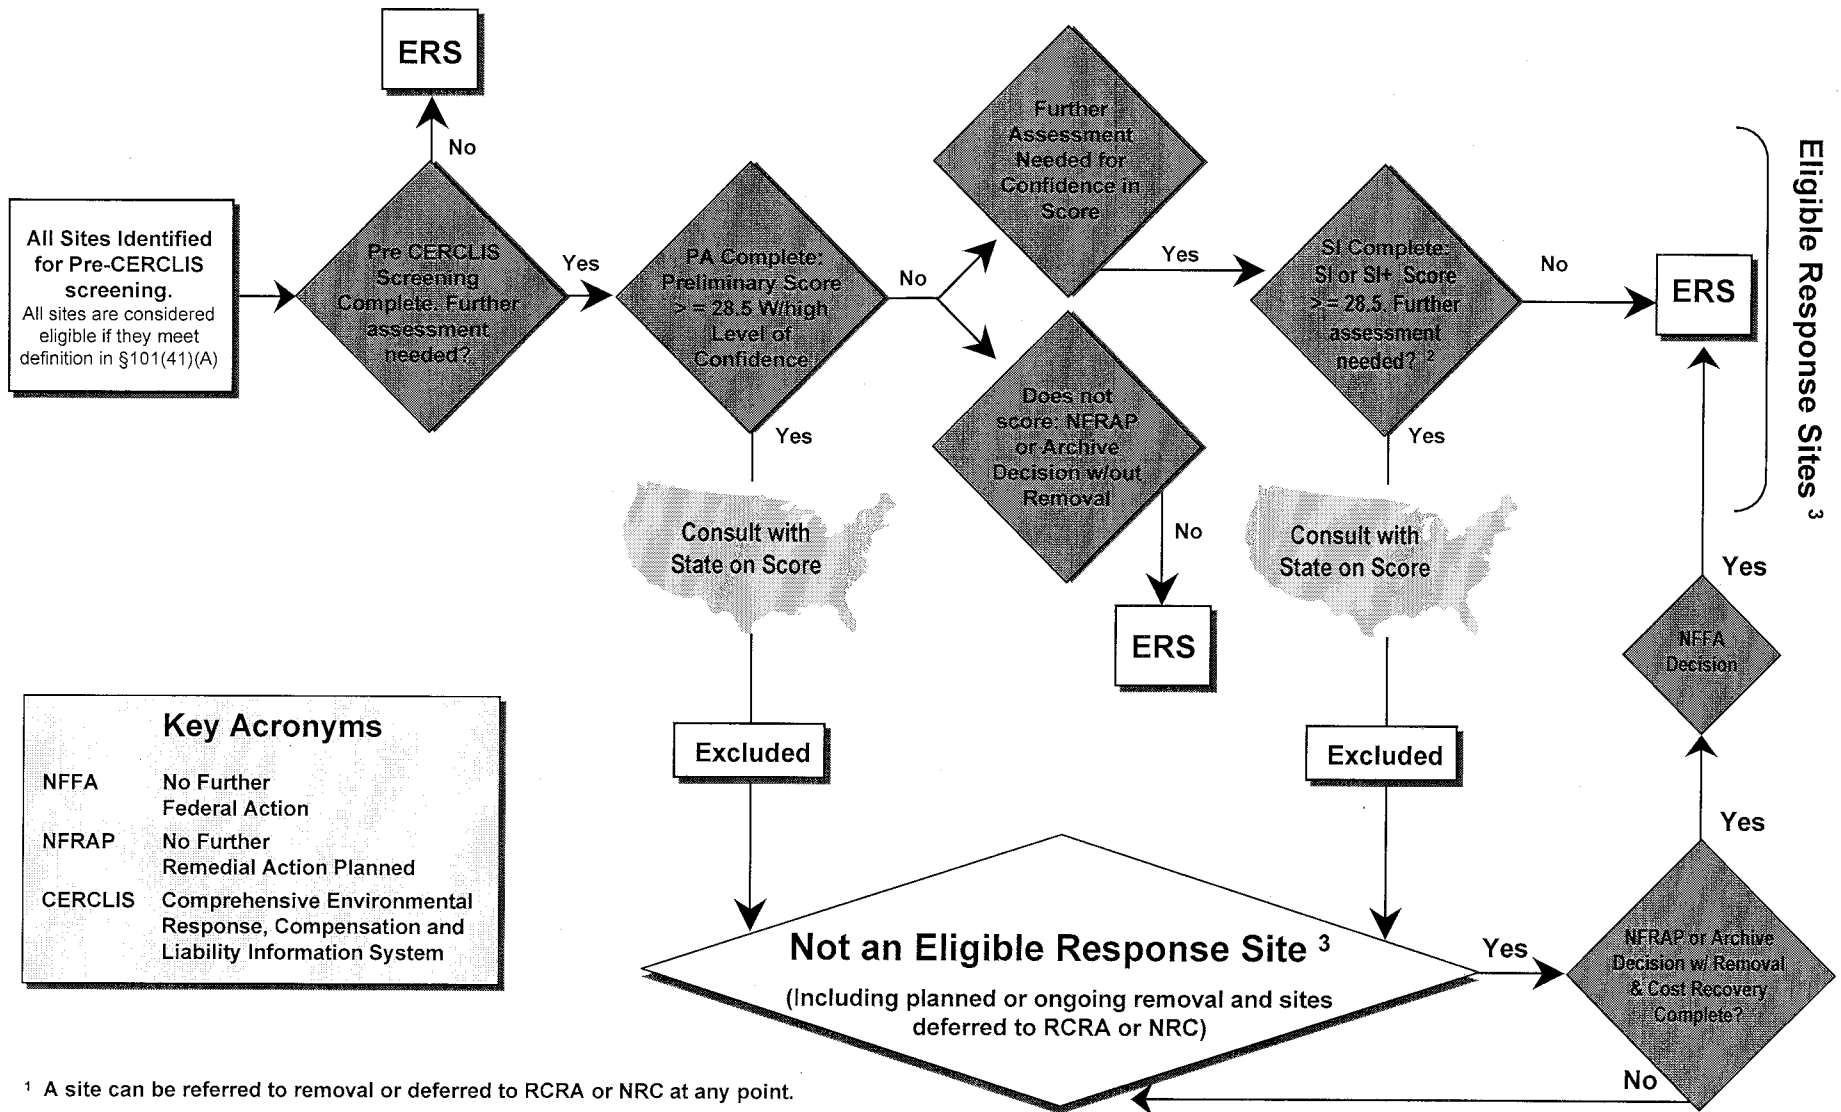 ERS
No
All Sites Identified
for Pre-CERCLIS
screening.
All sites are considered
eligible if they meet
definition in §101(41)(A)
Pre CERCLIS
Screening
Complete. Further
assessment
needed?
Yes
PA Complete:
Preliminary Score
> = 28.5 W/high
Level of
Confidence
No
Yes
Further
Assessment
Needed for
Confidence in
Score
Yes
Does not
score: NFRAP
or Archive
Decision w/out
Removal
No
ERS
SI Complete:
SI or SI+ Score
> = 28.5. Further
assessment
needed? 2
No
Yes
ERS
Eligible Response Sites 3
Consult with
State on Score
Consult with
State on Score
Excluded
Excluded
Yes
NFFA
Decision
Yes
Key Acronyms
NFFA No Further
Federal Action
NFRAP No Further
Remedial Action Planned
CERCLIS Comprehensive Environmental
Response, Compensation and
Liability Information System
Not an Eligible Response Site 3
(Including planned or ongoing removal and sites
deferred to RCRA or NRC)
Yes
NFRAP or Archive
Decision w/ Removal
& Cost Recovery
Complete?
No
1 A site can be referred to removal or deferred to RCRA or NRC at any point.